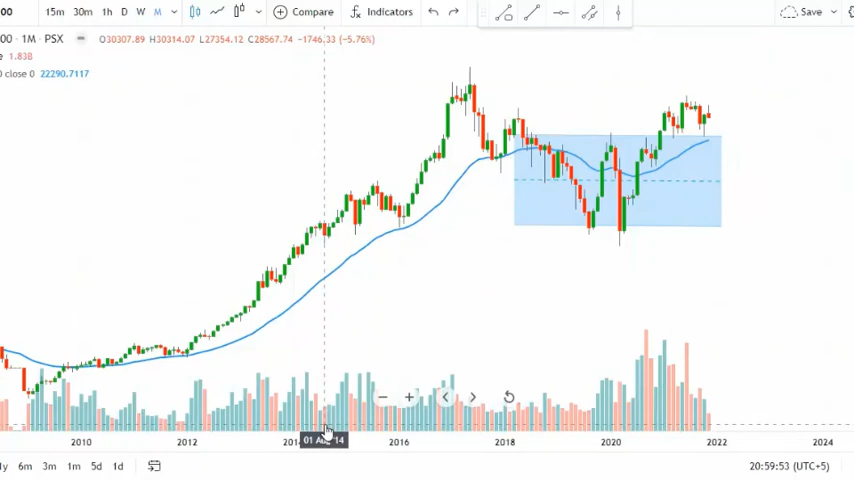 00 15m 30m 1h D W M Compare Indicators Save
00 · 1M · PSX O30307.89 H30314.07 L27354.12 C28567.74 −1746.33 (−5.76%)
e 1.83B
0 close 0 22290.7117
2010 2012 2016 2018 2020 2022 2024
01 Aug '14
1y 6m 3m 1m 5d 1d 20:59:53 (UTC+5)